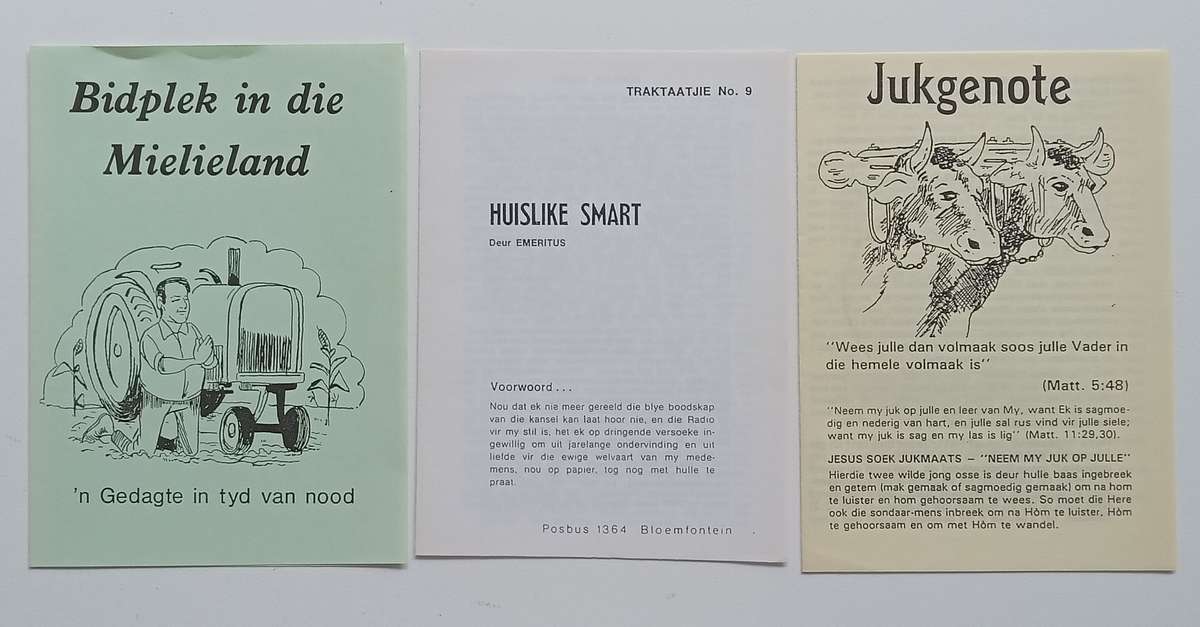 Bidplek in die
Mielieland
'n Gedagte in tyd van nood
TRAKTAATJIE No. 9
HUISLIKE SMART
Deur EMERITUS
Voorwoord ...
Nou dat ek nie meer gereeld die blye boodskap
van die kansel kan laat hoor nie, en die Radio
vir my stil is, het ek op dringende versoeke in-
gewillig om uit jarelange ondervinding en uit
liefde vir die ewige welvaart van my mede-
mens, nou op papier, tog nog met hulle te
praat.
Posbus 1364 Bloemfontein .
Jukgenote
"Wees julle dan volmaak soos julle Vader in
die hemele volmaak is"
(Matt. 5:48)
"Neem my juk op julle en leer van My, want Ek is sagmoe-
dig en nederig van hart, en julle sal rus vind vir julle siele;
want my juk is sag en my las is lig" (Matt. 11:29,30).
JESUS SOEK JUKMAATS – "NEEM MY JUK OP JULLE"
Hierdie twee wilde jong osse is deur hulle baas ingebreek
en getem (mak gemaak of sagmoedig gemaak) om na hom
te luister en hom gehoorsaam te wees. So moet die Here
ook die sondaar-mens inbreek om na Hòm te luister, Hòm
te gehoorsaam en om met Hòm te wandel.